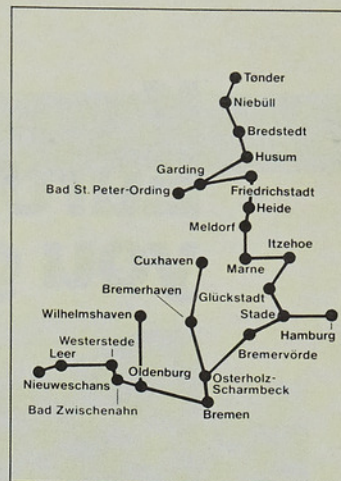 Tønder
Niebüll
Bredstedt
Husum
Garding
Bad St. Peter-Ording
Friedrichstadt
Heide
Meldorf
Itzehoe
Cuxhaven
Marne
Bremerhaven
Glückstadt
Wilhelmshaven
Stade
Hamburg
Westerstede
Bremervörde
Leer
Oldenburg
Osterholz-
Scharmbeck
Nieuweschans
Bad Zwischenahn
Bremen